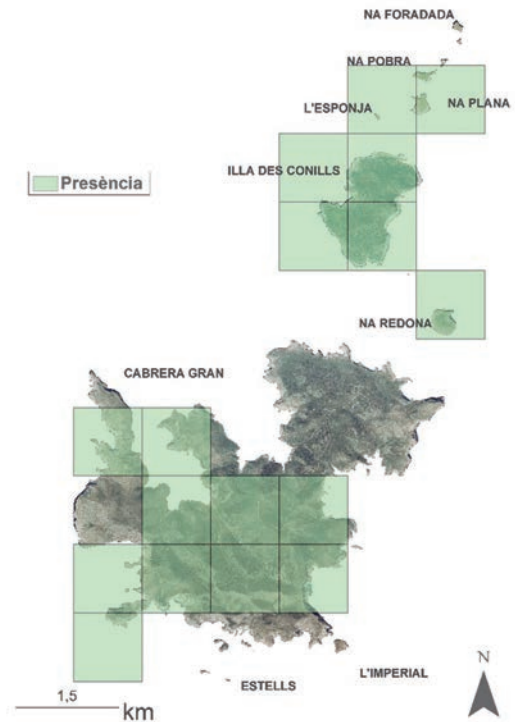 NA FORADADA
NA POBRA
L'ESPONJA
NA PLANA
ILLA DES CONILLS
Presència
NA REDONA
CABRERA GRAN
L'IMPERIAL
ESTELLS
N
1,5
km